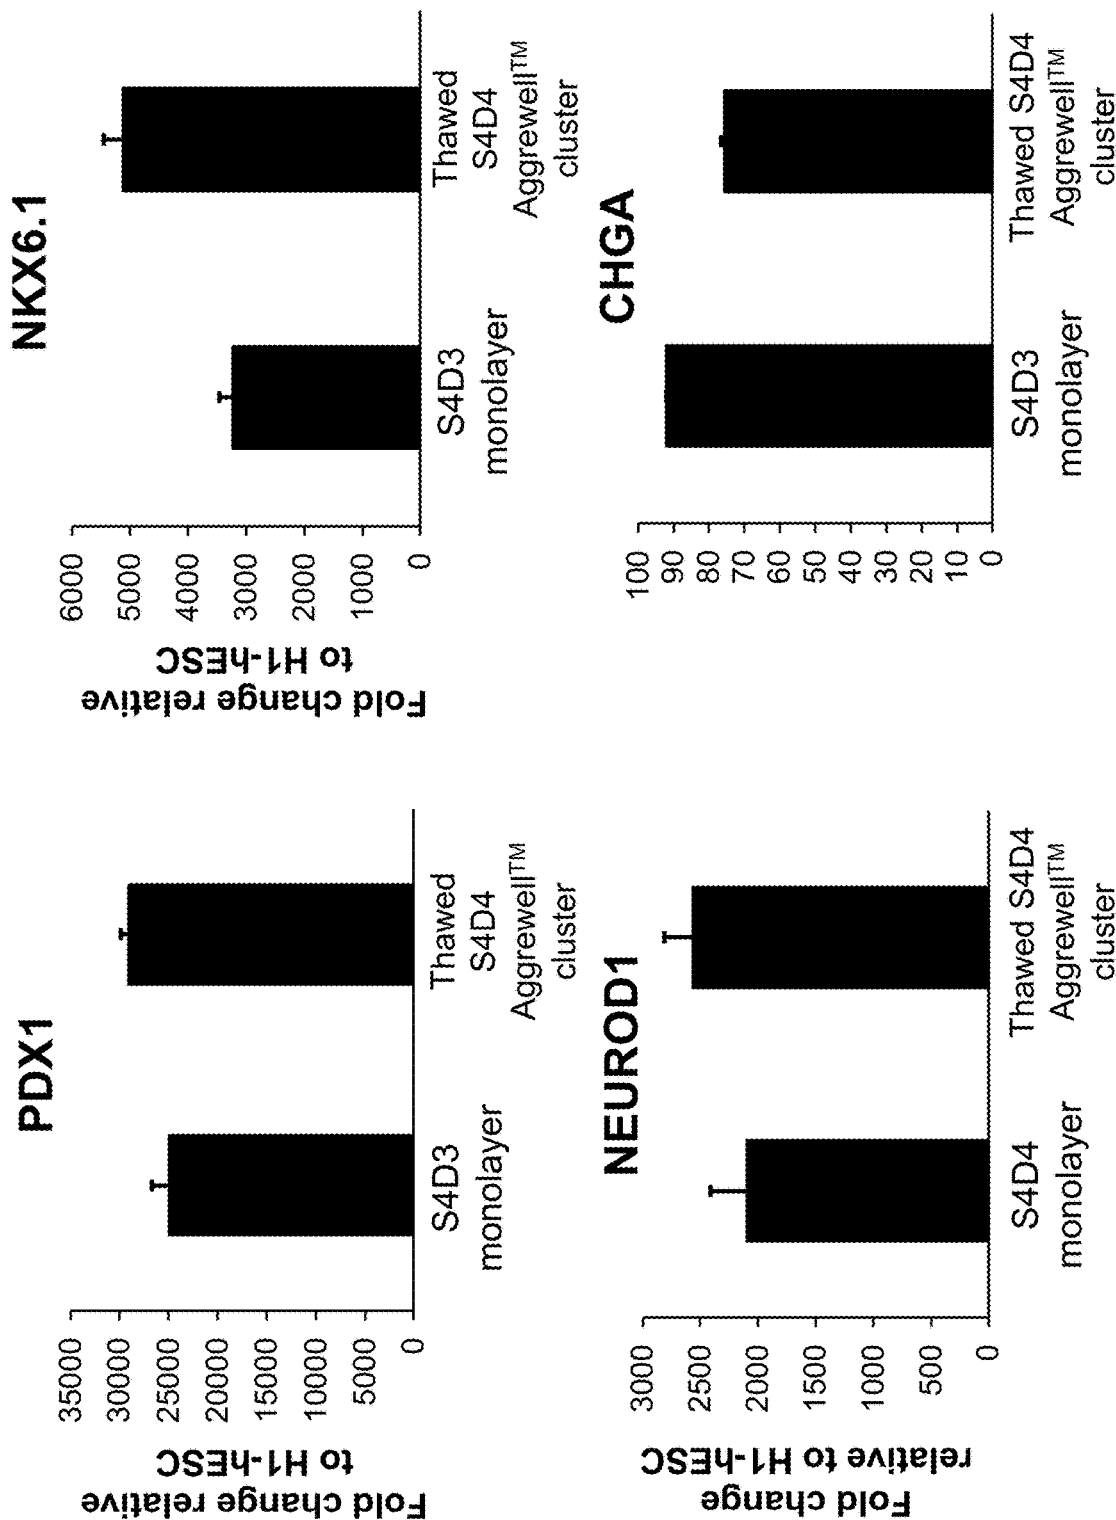 PDX1
Fold change relative
to H1-hESC
35000
30000
25000
20000
15000
10000
5000
0
S4D3
monolayer
Thawed
S4D4
Aggrewell™
cluster
NKX6.1
Fold change relative
to H1-hESC
6000
5000
4000
3000
2000
1000
0
S4D3
monolayer
Thawed
S4D4
Aggrewell™
cluster
NEUROD1
Fold change
relative to H1-hESC
3000
2500
2000
1500
1000
500
0
S4D4
monolayer
Thawed S4D4
Aggrewell™
cluster
CHGA
100
90
80
70
60
50
40
30
20
10
0
S4D3
monolayer
Thawed S4D4
Aggrewell™
cluster